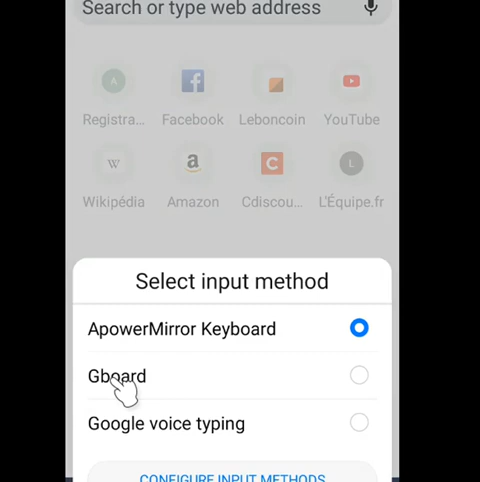 Search or type web address
A
Registra... Facebook Leboncoin YouTube
W a C L
Wikipédia Amazon Cdiscou... L'Équipe.fr
Select input method
ApowerMirror Keyboard
Gboard
Google voice typing
CONFIGURE INPUT METHODS